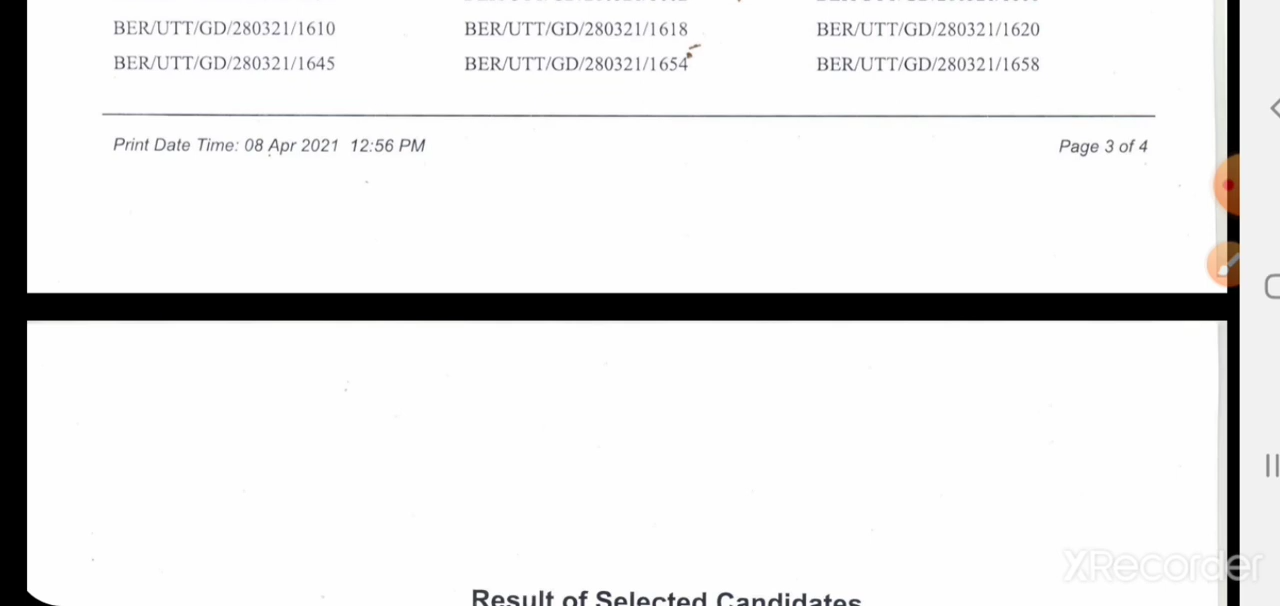 BER/UTT/GD/280321/1610 BER/UTT/GD/280321/1618 BER/UTT/GD/280321/1620
BER/UTT/GD/280321/1645 BER/UTT/GD/280321/1654 BER/UTT/GD/280321/1658
Print Date Time: 08 Apr 2021 12:56 PM Page 3 of 4
Result of Selected Candidates
XRecorder